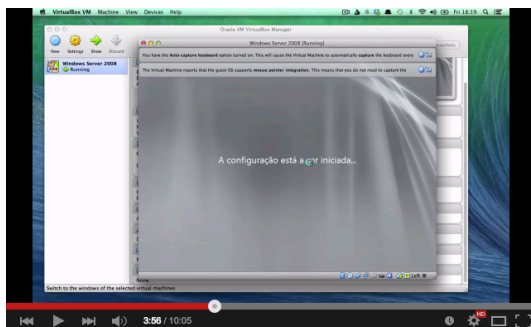 VirtualBox VM Machine View Devices Help
Fri 18:19 Q
Oracle VM VirtualBox Manager
New Settings Show Discard
Windows Server 2008 [Running]
Windows Server 2008
Running
You have the Auto capture keyboard option turned on. This will cause the Virtual Machine to automatically capture the keyboard every
The Virtual Machine reports that the guest OS supports mouse pointer integration. This means that you do not need to capture the
A configuração está a ser iniciada...
Left ⌘
Switch to the windows of the selected virtual machines
3:56 / 10:05
HD